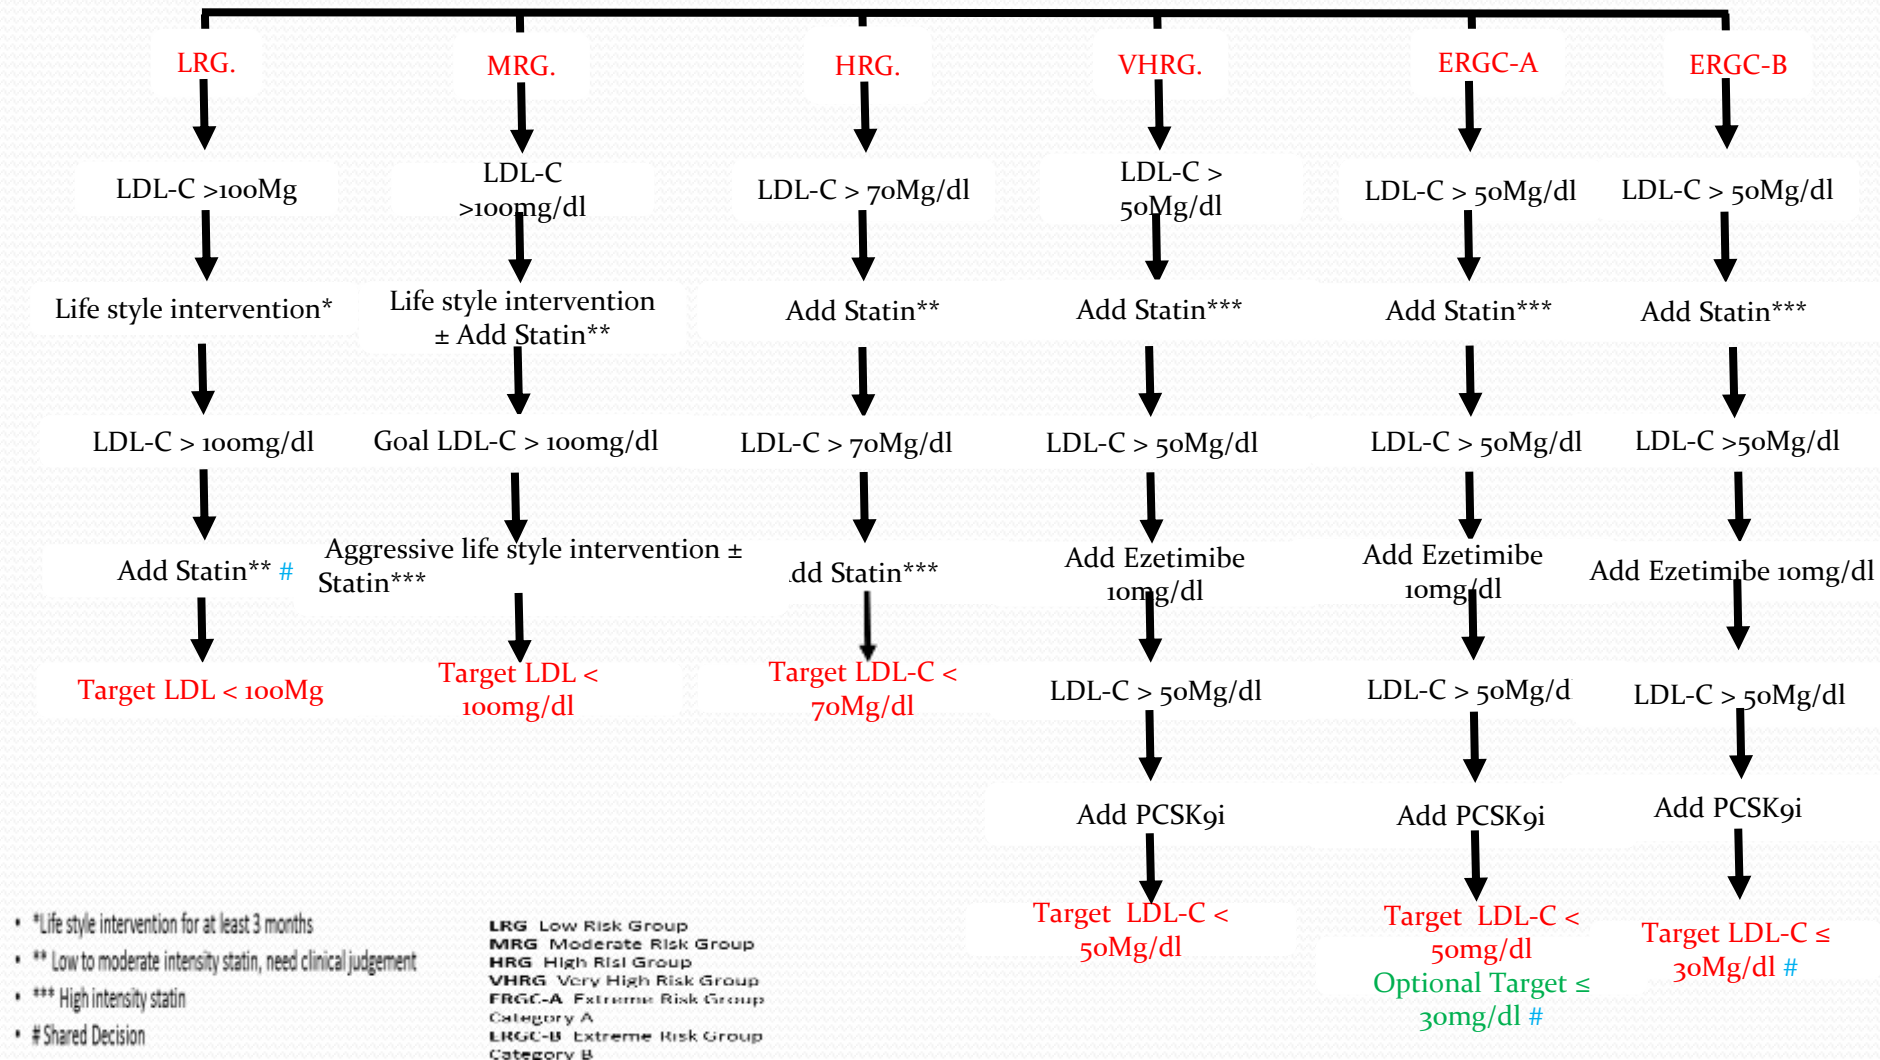 LRG.
MRG.
HRG.
VHRG.
ERGC-A
ERGC-B
LDL-C >100Mg
LDL-C
>100mg/dl
LDL-C > 70Mg/dl
LDL-C >
50Mg/dl
LDL-C > 50Mg/dl
LDL-C > 50Mg/dl
Life style intervention*
Life style intervention
± Add Statin**
Add Statin**
Add Statin***
Add Statin***
Add Statin***
LDL-C > 100mg/dl
Goal LDL-C > 100mg/dl
LDL-C > 70Mg/dl
LDL-C > 50Mg/dl
LDL-C > 50Mg/dl
LDL-C >50Mg/dl
Add Statin** #
Aggressive life style intervention ±
Statin***
dd Statin***
Add Ezetimibe
10mg/dl
Add Ezetimibe
10mg/dl
Add Ezetimibe 10mg/dl
Target LDL < 100Mg
Target LDL <
100mg/dl
Target LDL-C <
70Mg/dl
LDL-C > 50Mg/dl
LDL-C > 50Mg/d
LDL-C > 50Mg/dl
Add PCSK9i
Add PCSK9i
Add PCSK9i
Target LDL-C <
50Mg/dl
Target LDL-C <
50mg/dl
Optional Target ≤
30mg/dl #
Target LDL-C ≤
30Mg/dl #
• *Life style intervention for at least 3 months
• ** Low to moderate intensity statin, need clinical judgement
• *** High intensity statin
• # Shared Decision
LRG Low Risk Group
MRG Moderate Risk Group
HRG High Risl Group
VHRG Very High Risk Group
ERGC-A Extreme Risk Group
Category A
ERGC-B Extreme Risk Group
Category B